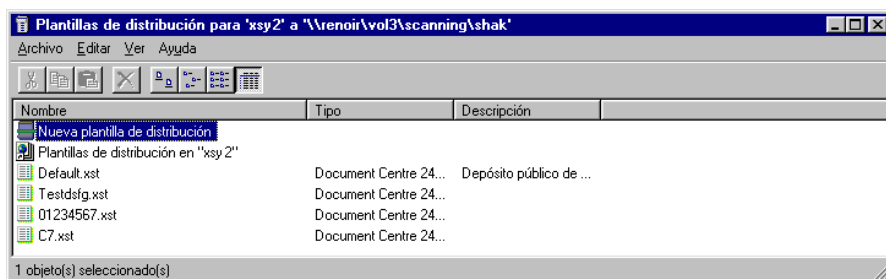 Plantillas de distribución para 'xsy2' a '\\renoir\vol3\scanning\shak'
Archivo Editar Ver Ayuda
Nombre Tipo Descripción
Nueva plantilla de distribución
Plantillas de distribución en "xsy2"
Default.xst Document Centre 24... Depósito público de ...
Testdsfg.xst Document Centre 24...
01234567.xst Document Centre 24...
C7.xst Document Centre 24...
1 objeto(s) seleccionado(s)